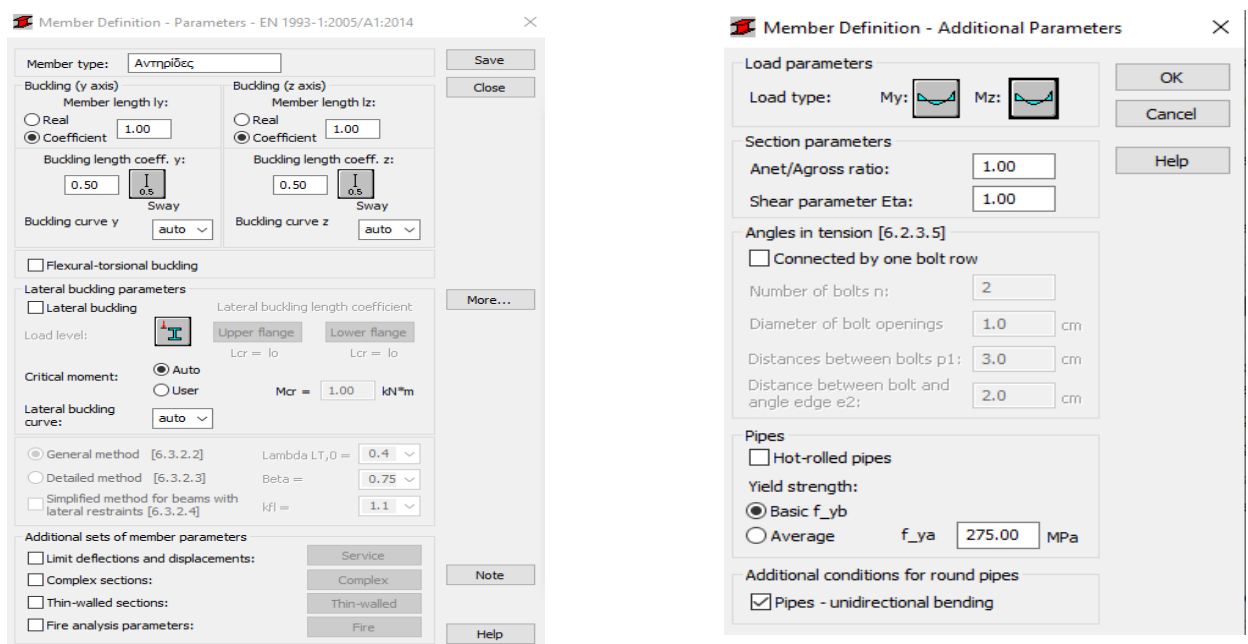 Member Definition - Parameters - EN 1993-1:2005/A1:2014
Member type: Αντηρίδες
Save
Close
Buckling (y axis)
Member length ly:
Real
Coefficient
1.00
Buckling length coeff. y:
0.50
0.5
Sway
Buckling curve y
auto
Buckling (z axis)
Member length lz:
Real
Coefficient
1.00
Buckling length coeff. z:
0.50
0.5
Sway
Buckling curve z
auto
Flexural-torsional buckling
Lateral buckling parameters
Lateral buckling
Lateral buckling length coefficient
More...
Load level:
Upper flange
Lower flange
Lcr = lo
Lcr = lo
Critical moment:
Auto
User
Mcr = 1.00 kN*m
Lateral buckling
curve:
auto
General method [6.3.2.2]
Lambda LT,0 = 0.4
Detailed method [6.3.2.3]
Beta = 0.75
Simplified method for beams with
lateral restraints [6.3.2.4]
kfl = 1.1
Additional sets of member parameters
Limit deflections and displacements:
Service
Complex sections:
Complex
Note
Thin-walled sections:
Thin-walled
Fire analysis parameters:
Fire
Help
Member Definition - Additional Parameters
Load parameters
Load type: My: Mz:
OK
Cancel
Help
Section parameters
Anet/Agross ratio: 1.00
Shear parameter Eta: 1.00
Angles in tension [6.2.3.5]
Connected by one bolt row
Number of bolts n: 2
Diameter of bolt openings 1.0 cm
Distances between bolts p1: 3.0 cm
Distance between bolt and
angle edge e2: 2.0 cm
Pipes
Hot-rolled pipes
Yield strength:
Basic f_yb
Average f_ya 275.00 MPa
Additional conditions for round pipes
Pipes - unidirectional bending